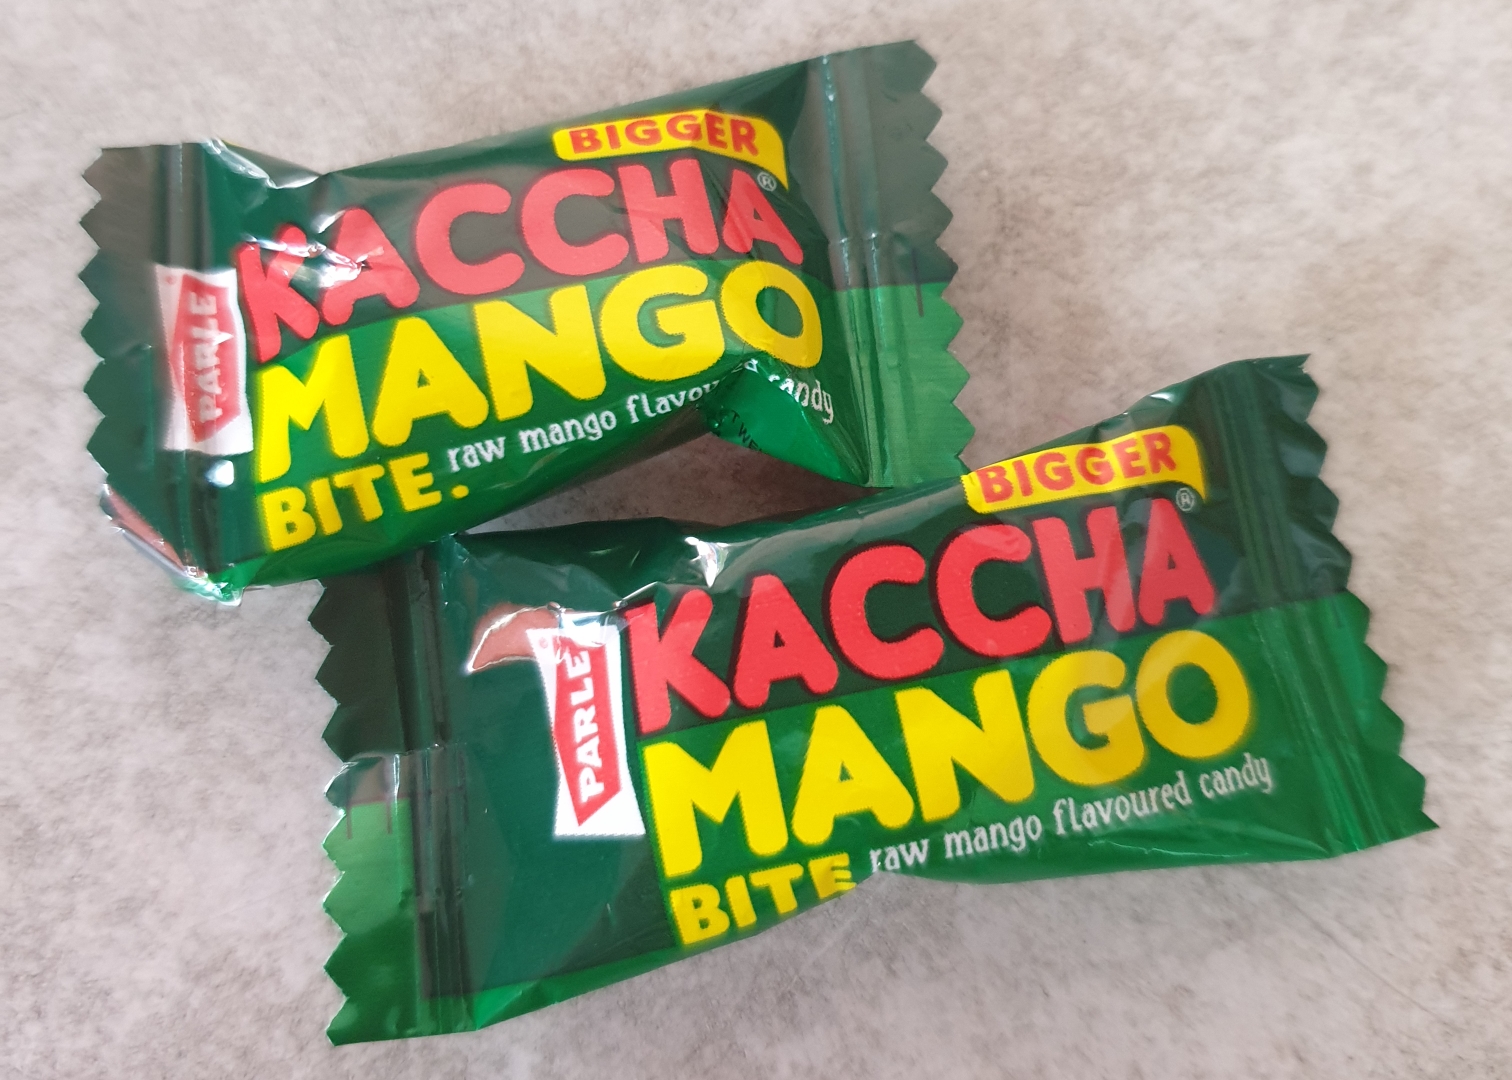 BIGGER
KACCHA®
MANGO
BITE. raw mango flavoured candy
PARLE
BIGGER
KACCHA®
MANGO
BITE raw mango flavoured candy
PARLE